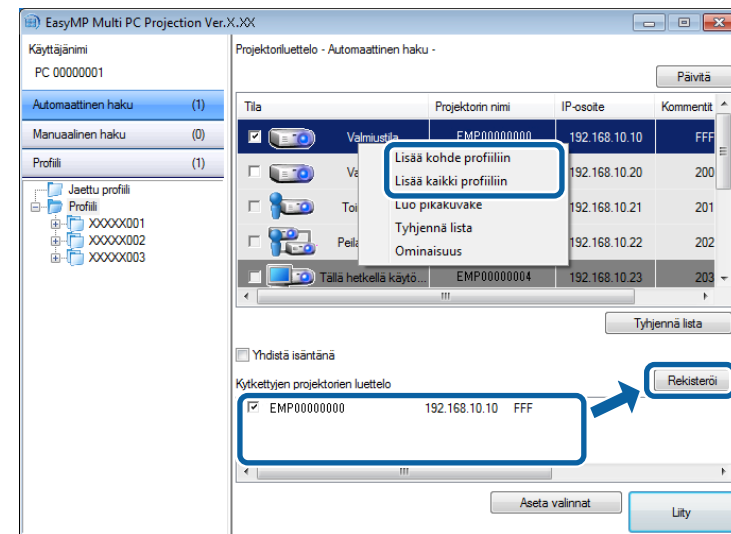 EasyMP Multi PC Projection Ver.X.XX
Käyttäjänimi
PC 00000001
Automaattinen haku (1)
Manuaalinen haku (0)
Profiili (1)
Jaettu profiili
Profiili
XXXXX001
XXXXX002
XXXXX003
Projektoriluettelo - Automaattinen haku -
Päivitä
Tila Projektorin nimi IP-osoite Kommentit
Valmiustila EMP00000000 192.168.10.10 FFF
Va 192.168.10.20 200
Toi 192.168.10.21 201
Peila 192.168.10.22 202
Tällä hetkellä käytö... EMP00000004 192.168.10.23 203
Lisää kohde profiiliin
Lisää kaikki profiiliin
Luo pikakuvake
Tyhjennä lista
Ominaisuus
Tyhjennä lista
Yhdistä isäntänä
Kytkettyjen projektorien luettelo
Rekisteröi
EMP00000000 192.168.10.10 FFF
Aseta valinnat
Liity